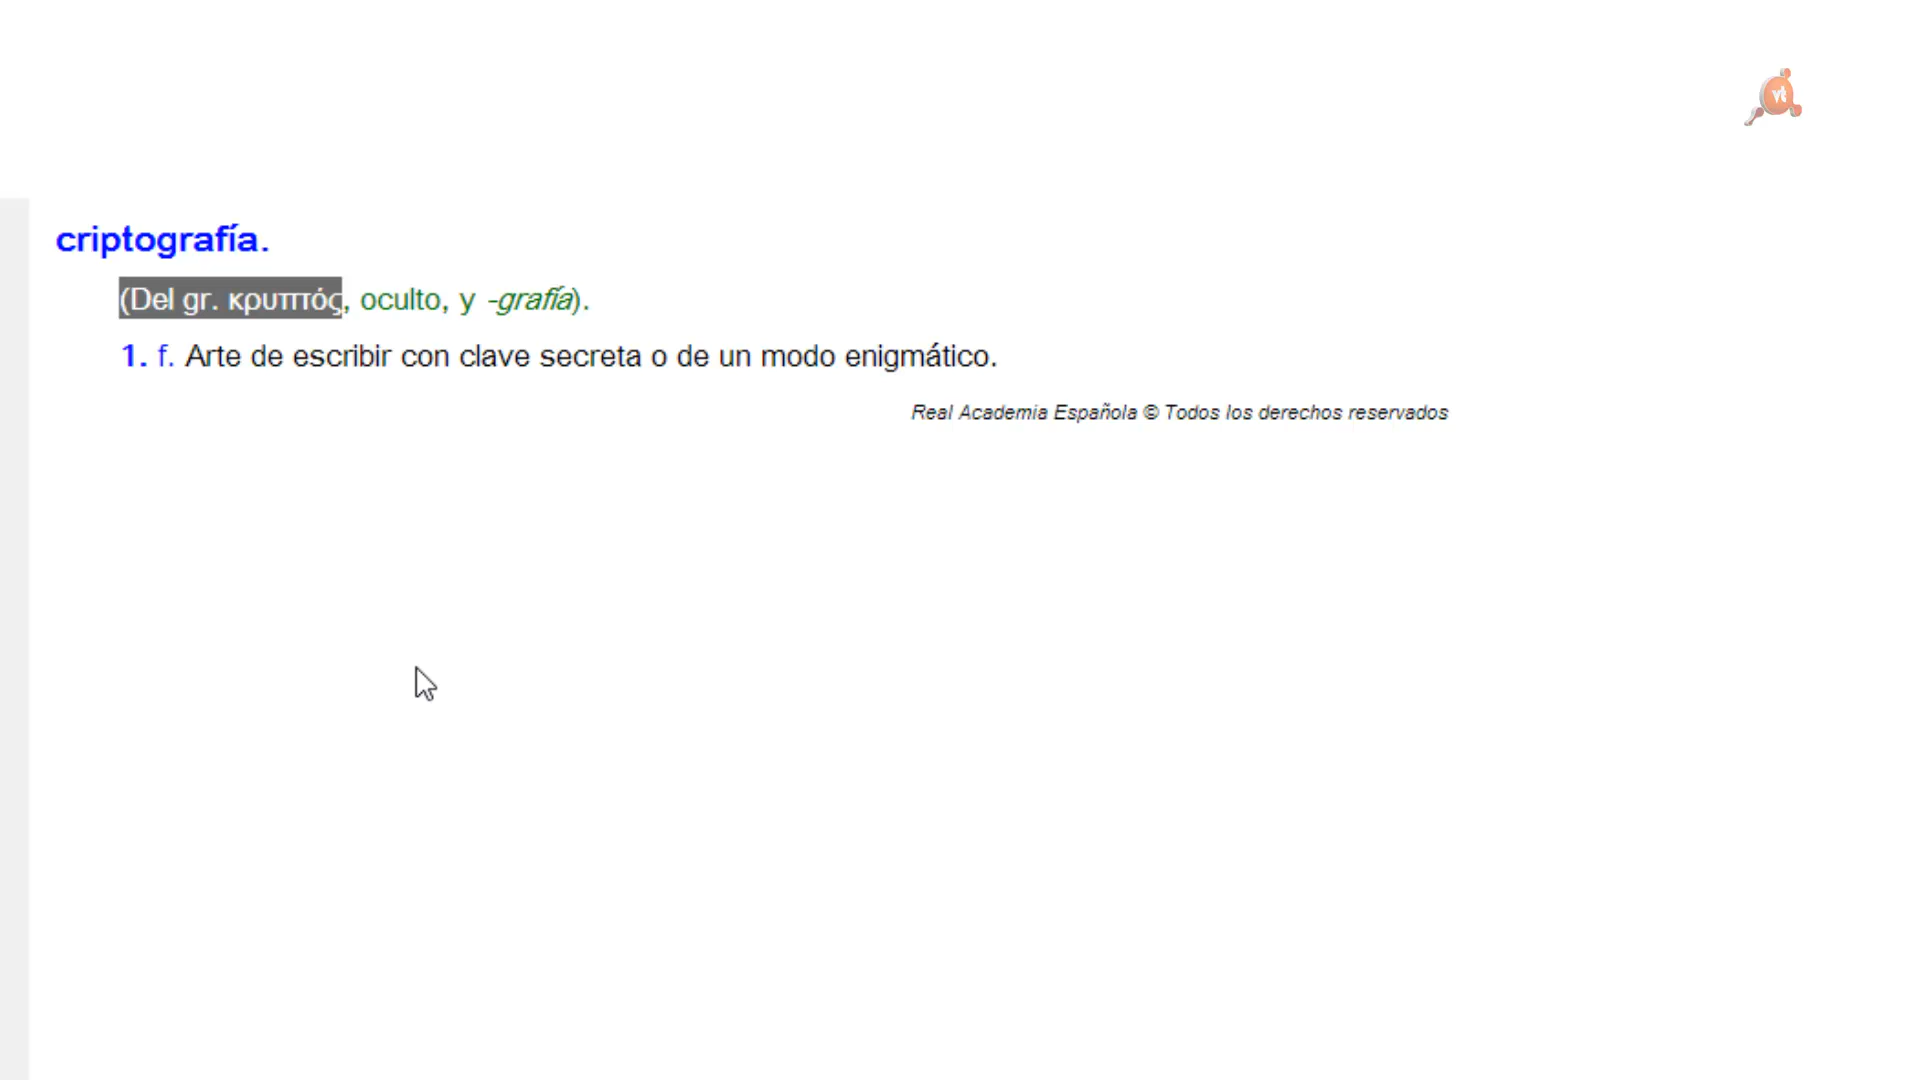 vt
criptografía.
(Del gr. κρυπτός, oculto, y -grafía).
1. f. Arte de escribir con clave secreta o de un modo enigmático.
Real Academia Española © Todos los derechos reservados